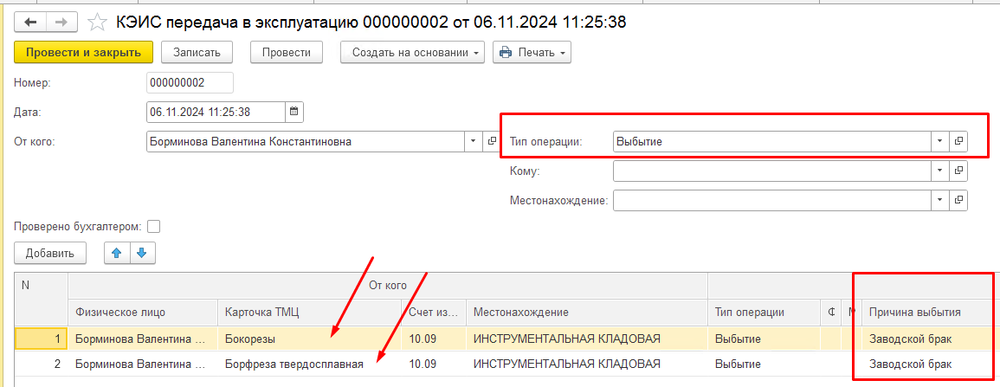 КЭИС передача в эксплуатацию 000000002 от 06.11.2024 11:25:38
Провести и закрыть Записать Провести Создать на основании Печать
Номер: 000000002
Дата: 06.11.2024 11:25:38
От кого: Борминова Валентина Константиновна Тип операции: Выбытие
Кому:
Местонахождение:
Проверено бухгалтером:
Добавить
N От кого
Физическое лицо Карточка ТМЦ Счет из... Местонахождение Тип операции Причина выбытия
1 Борминова Валентина ... Бокорезы 10.09 ИНСТРУМЕНТАЛЬНАЯ КЛАДОВАЯ Выбытие Заводской брак
2 Борминова Валентина ... Борфреза твердосплавная 10.09 ИНСТРУМЕНТАЛЬНАЯ КЛАДОВАЯ Выбытие Заводской брак